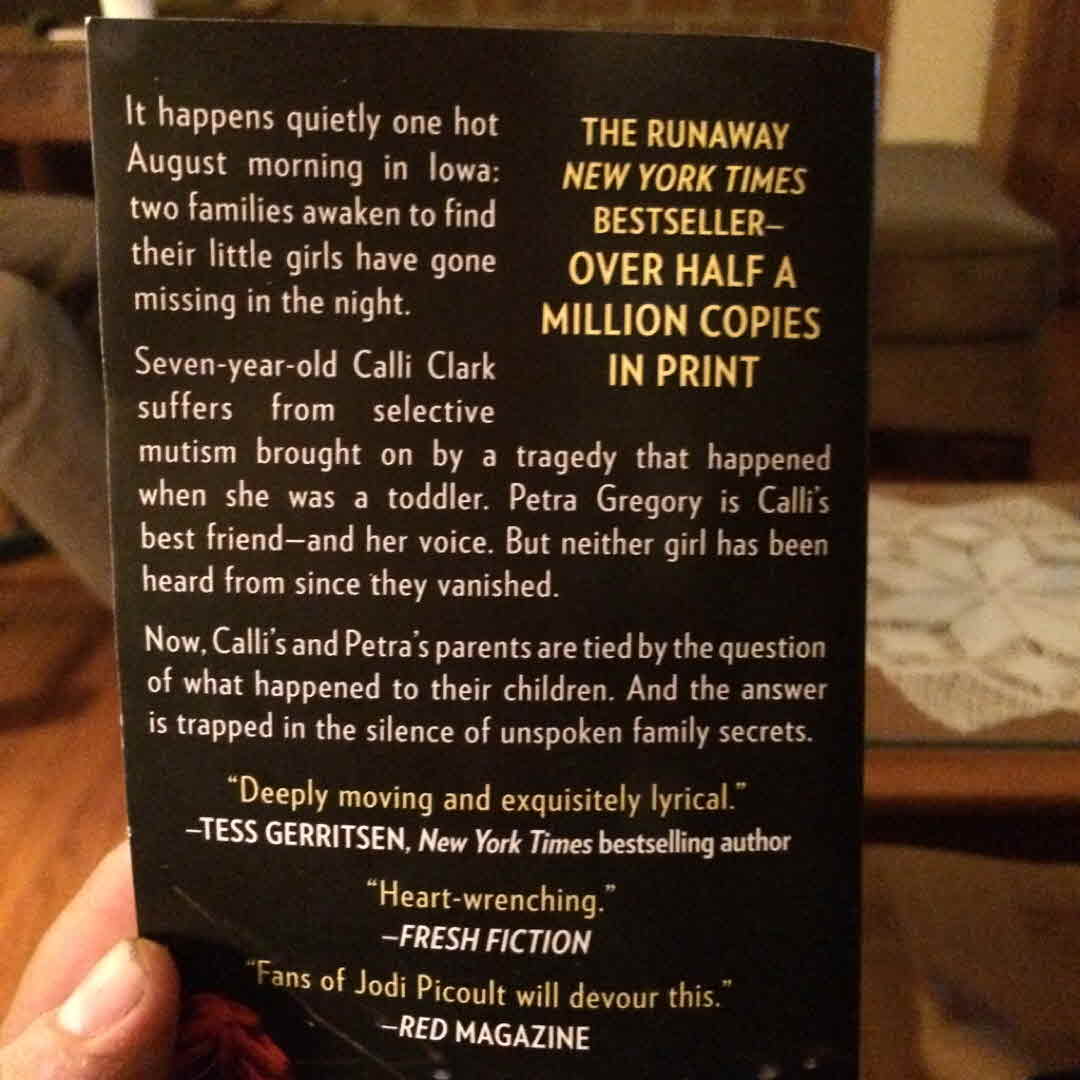 It happens quietly one hot
August morning in Iowa:
two families awaken to find
their little girls have gone
missing in the night.
THE RUNAWAY
NEW YORK TIMES
BESTSELLER–
OVER HALF A
MILLION COPIES
IN PRINT
Seven-year-old Calli Clark
suffers from selective
mutism brought on by a tragedy that happened
when she was a toddler. Petra Gregory is Calli's
best friend—and her voice. But neither girl has been
heard from since they vanished.
Now, Calli's and Petra's parents are tied by the question
of what happened to their children. And the answer
is trapped in the silence of unspoken family secrets.
“Deeply moving and exquisitely lyrical.”
–TESS GERRITSEN, New York Times bestselling author
“Heart-wrenching.”
–FRESH FICTION
“Fans of Jodi Picoult will devour this.”
–RED MAGAZINE